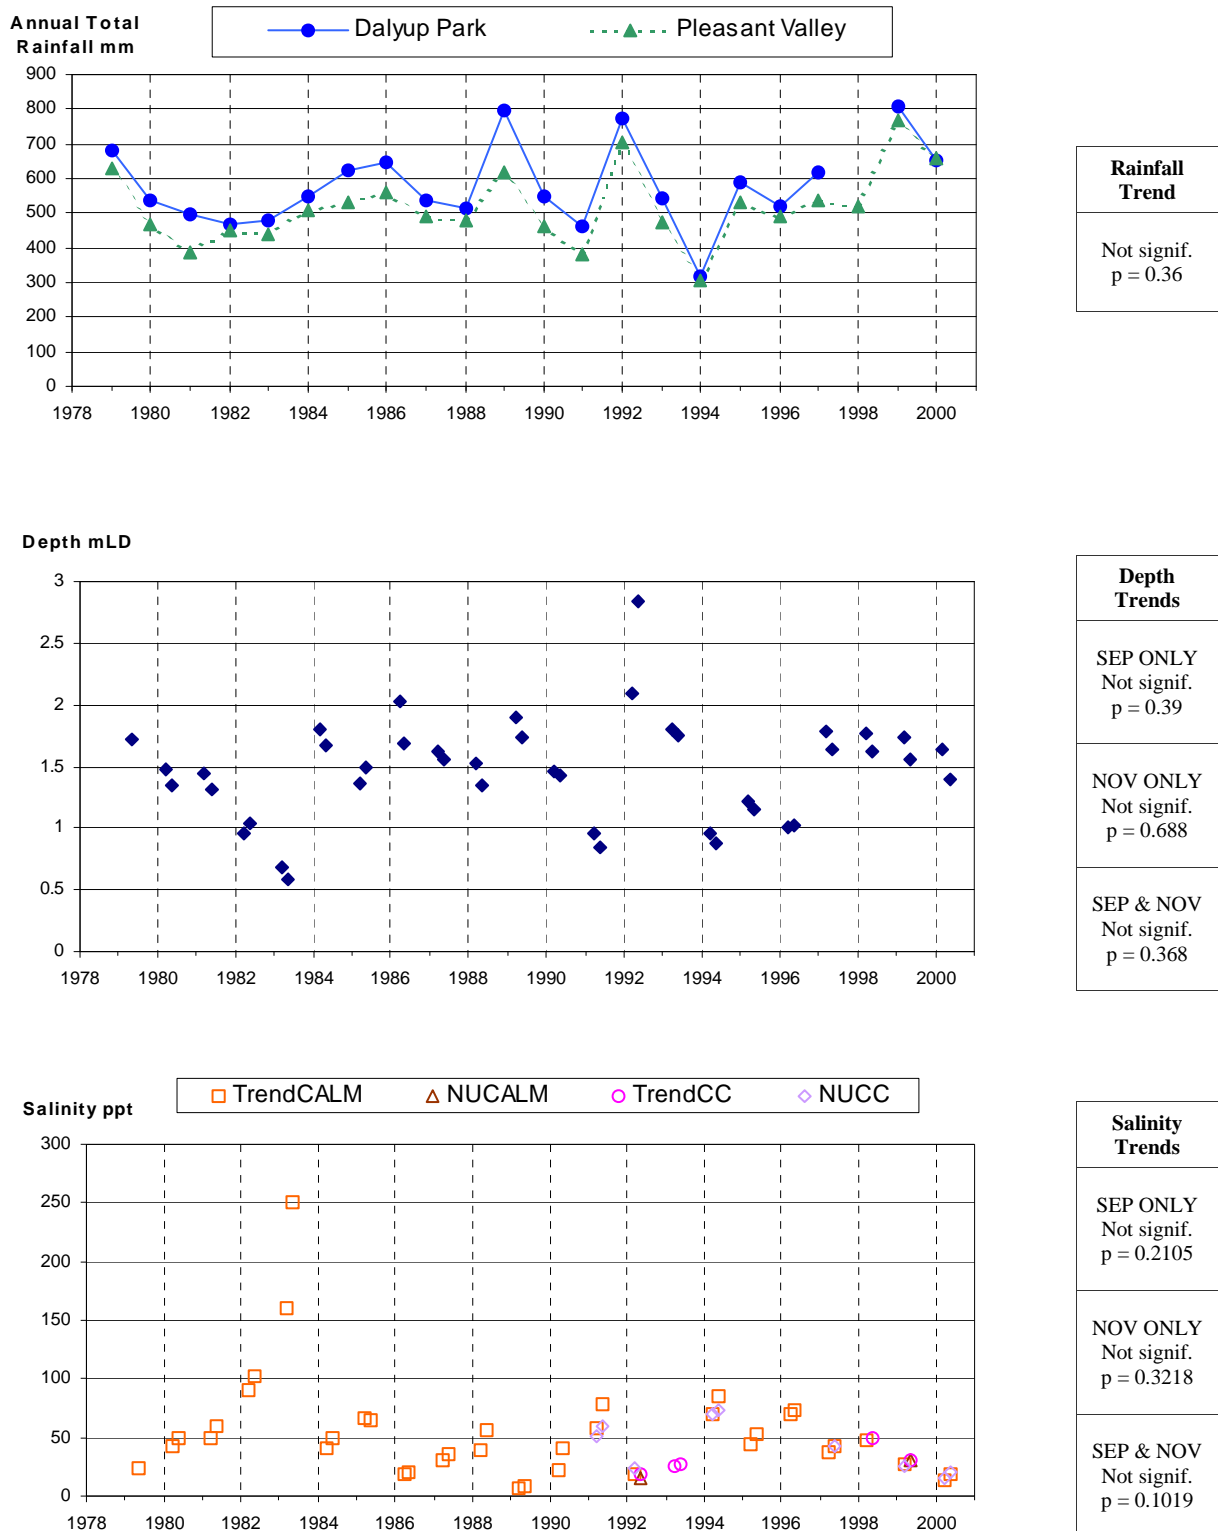 Annual Total
Rainfall mm
Dalyup Park
Pleasant Valley
900
800
700
600
500
400
300
200
100
0
1978 1980 1982 1984 1986 1988 1990 1992 1994 1996 1998 2000
Rainfall
Trend
Not signif.
p = 0.36
Depth mLD
3
2.5
2
1.5
1
0.5
0
1978 1980 1982 1984 1986 1988 1990 1992 1994 1996 1998 2000
Depth
Trends
SEP ONLY
Not signif.
p = 0.39
NOV ONLY
Not signif.
p = 0.688
SEP & NOV
Not signif.
p = 0.368
TrendCALM NUCALM TrendCC NUCC
Salinity ppt
300
250
200
150
100
50
0
1978 1980 1982 1984 1986 1988 1990 1992 1994 1996 1998 2000
Salinity
Trends
SEP ONLY
Not signif.
p = 0.2105
NOV ONLY
Not signif.
p = 0.3218
SEP & NOV
Not signif.
p = 0.1019